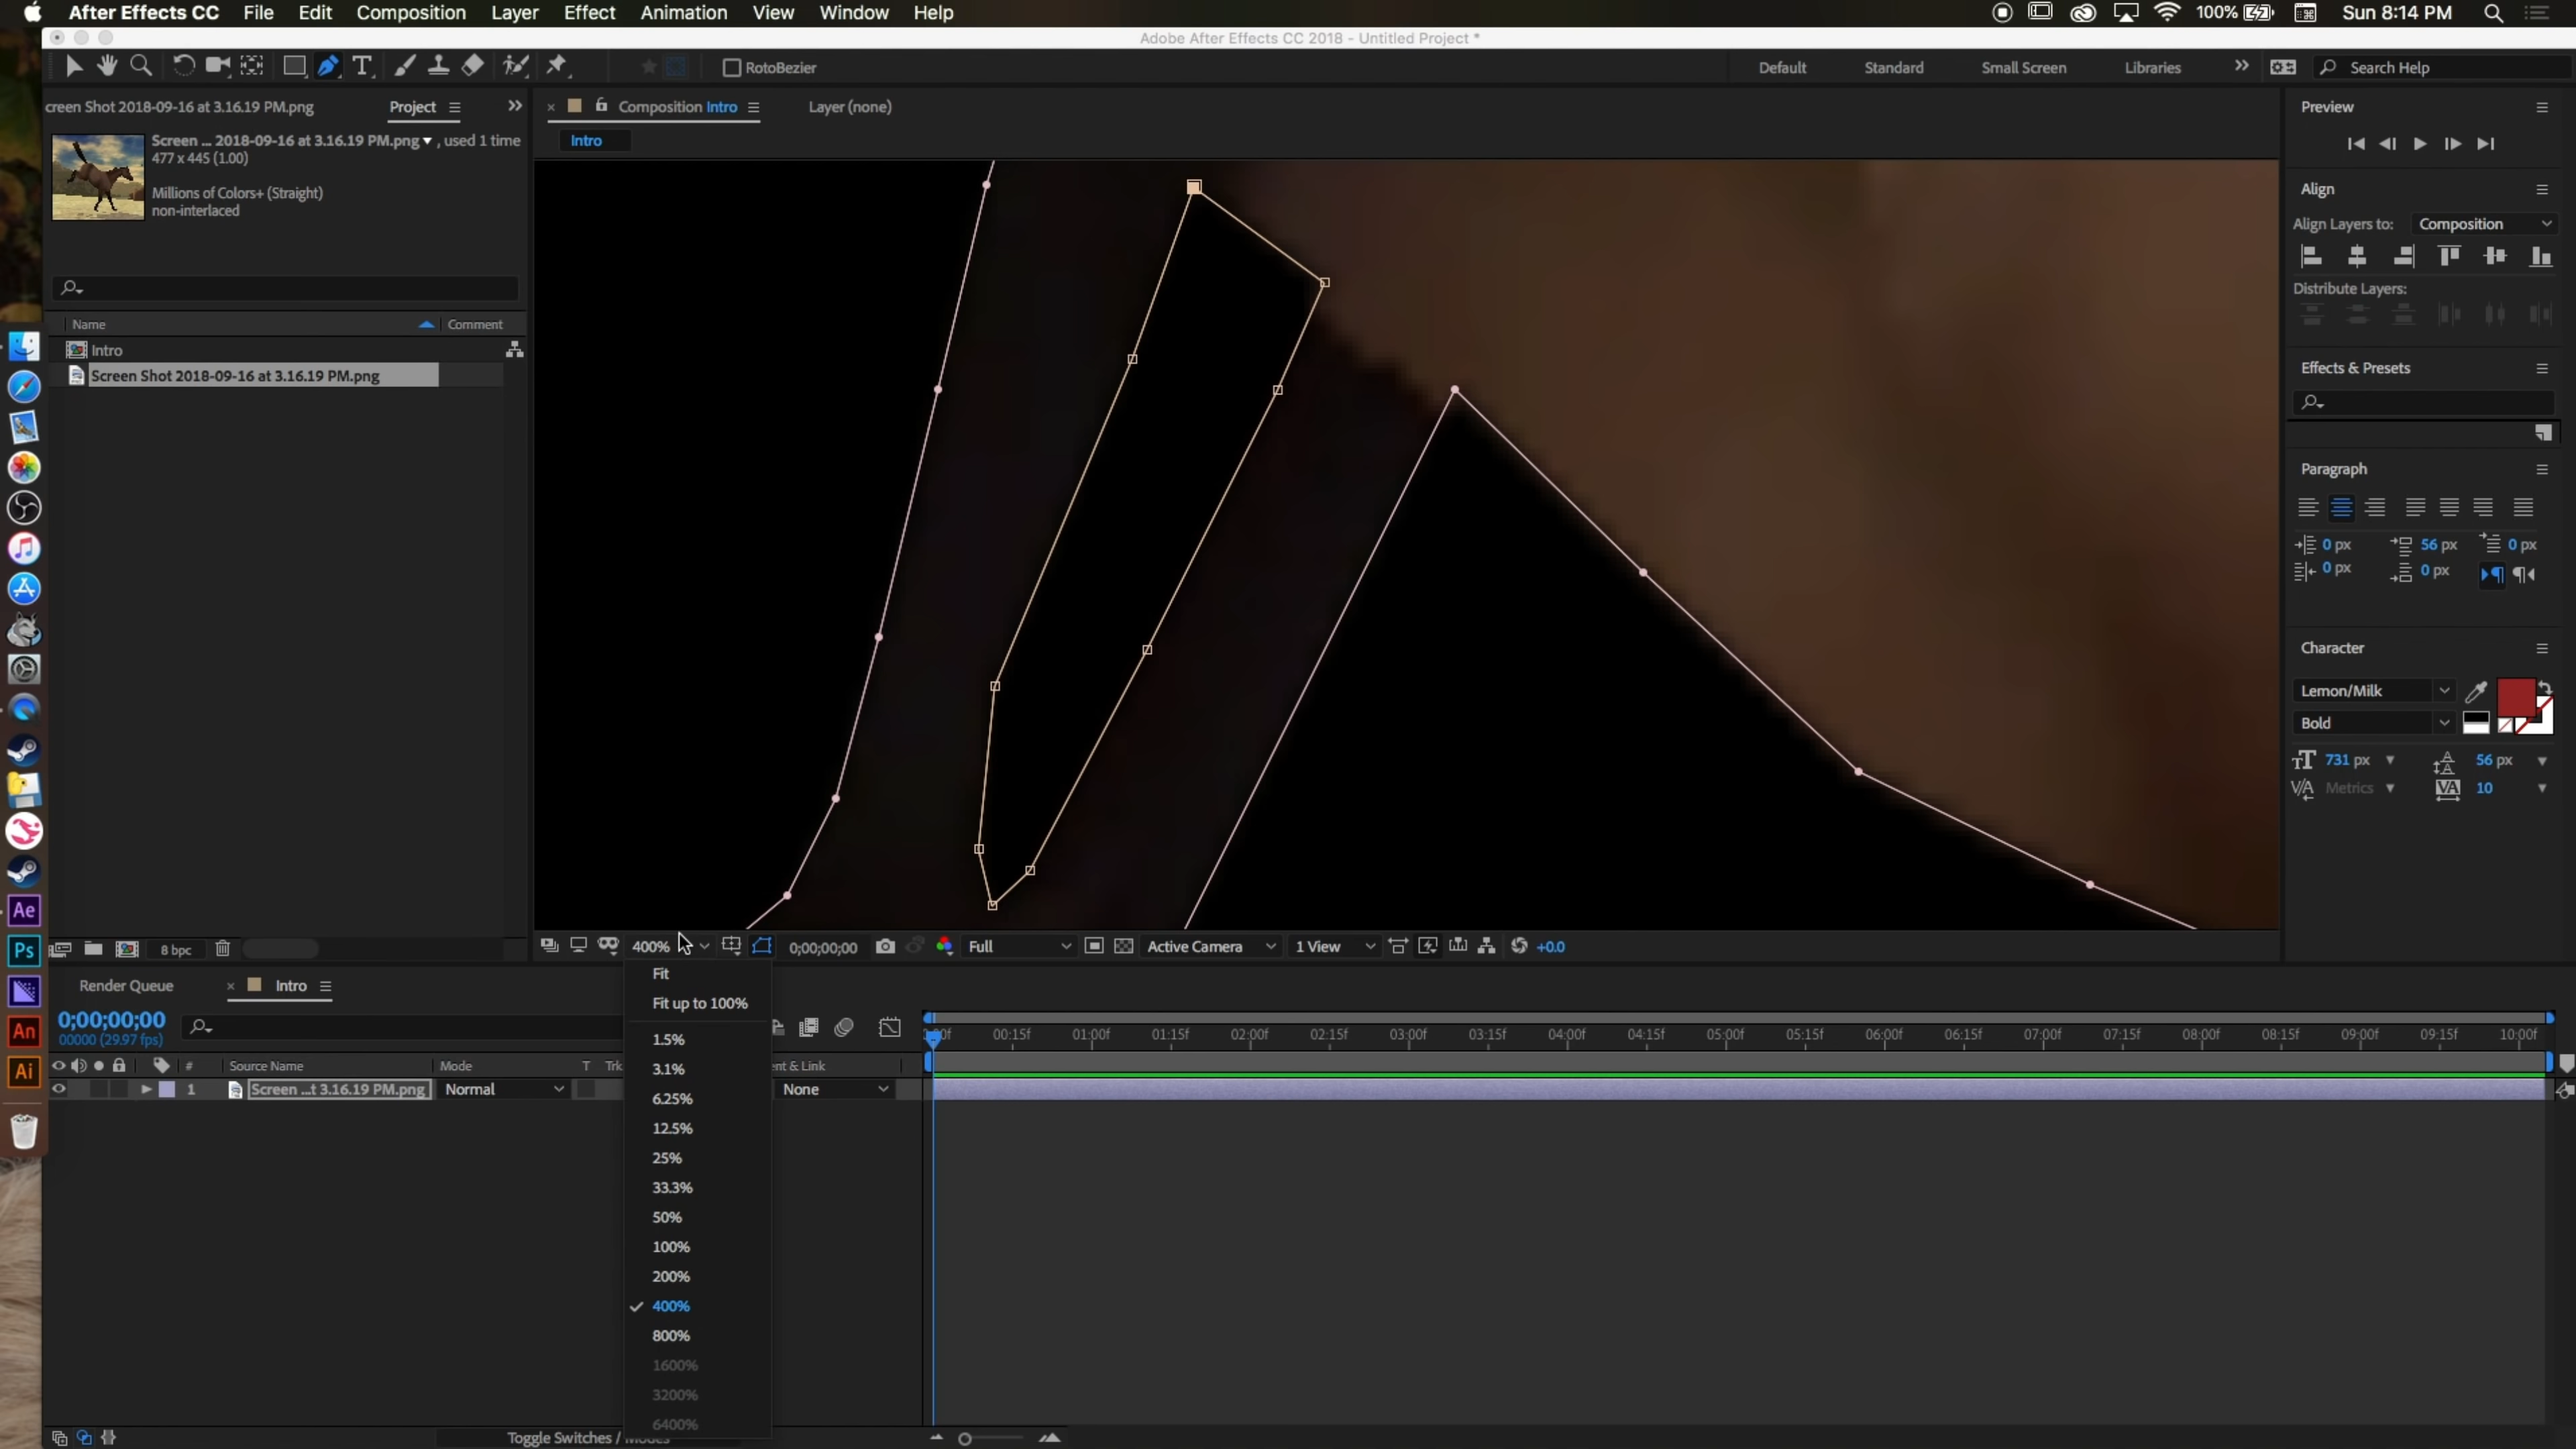 After Effects CC File Edit Composition Layer Effect Animation View Window Help 100% Sun 8:14 PM
Adobe After Effects CC 2018 - Untitled Project *
RotoBezier Default Standard Small Screen Libraries Search Help
creen Shot 2018-09-16 at 3.16.19 PM.png Project Composition Intro Layer (none) Preview
Intro
Screen ... 2018-09-16 at 3.16.19 PM.png , used 1 time
477 x 445 (1.00)
Millions of Colors+ (Straight)
non-interlaced
Align
Align Layers to: Composition
Distribute Layers:
Name Comment
Intro
Screen Shot 2018-09-16 at 3.16.19 PM.png
Effects & Presets
Paragraph
0 px 56 px 0 px
0 px 0 px
Character
Lemon/Milk
Bold
731 px 56 px
Metrics 10
8 bpc 400% 0;00;00;00 Full Active Camera 1 View +0.0
Render Queue Intro
0;00;00;00
00000 (29.97 fps)
00:15f 01:00f 01:15f 02:00f 02:15f 03:00f 03:15f 04:00f 04:15f 05:00f 05:15f 06:00f 06:15f 07:00f 07:15f 08:00f 08:15f 09:00f 09:15f 10:00f
# Source Name Mode T Trk
1 Screen ...t 3.16.19 PM.png Normal None
Fit
Fit up to 100%
1.5%
3.1%
6.25%
12.5%
25%
33.3%
50%
100%
200%
400%
800%
1600%
3200%
6400%
Toggle Switches /
Ae
Ps
An
Ai